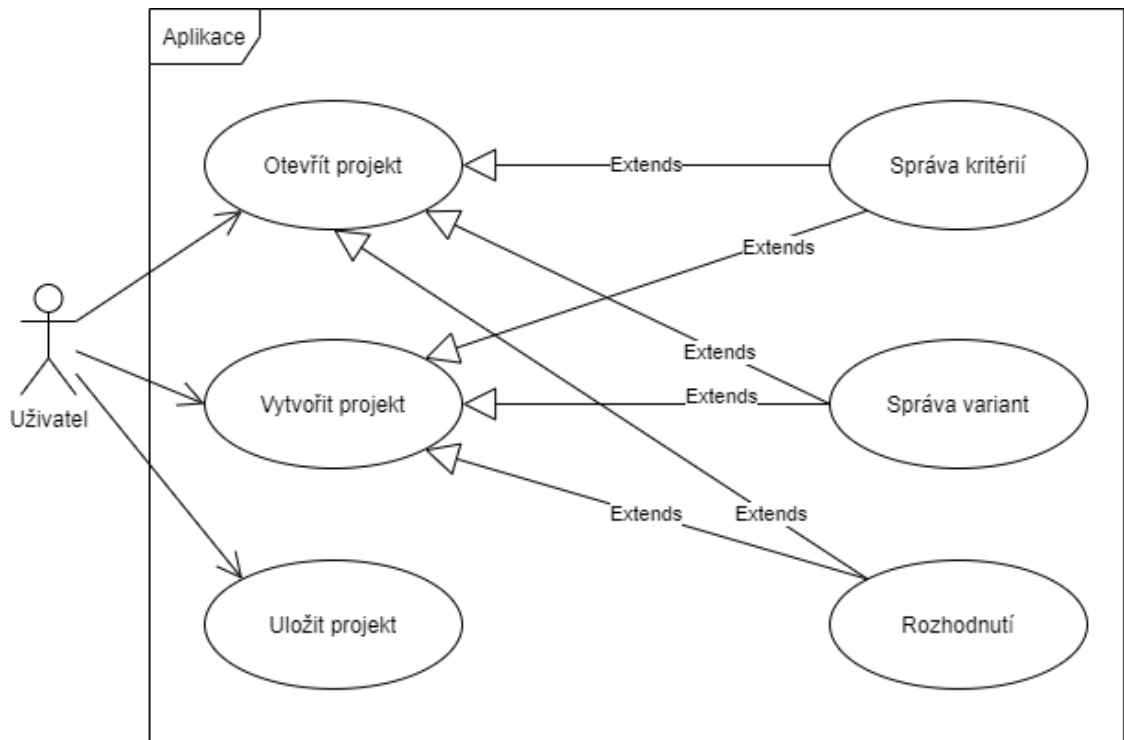 Aplikace
Otevřít projekt
Extends
Správa kritérií
Extends
Uživatel
Vytvořit projekt
Extends
Extends
Správa variant
Extends
Extends
Uložit projekt
Rozhodnutí